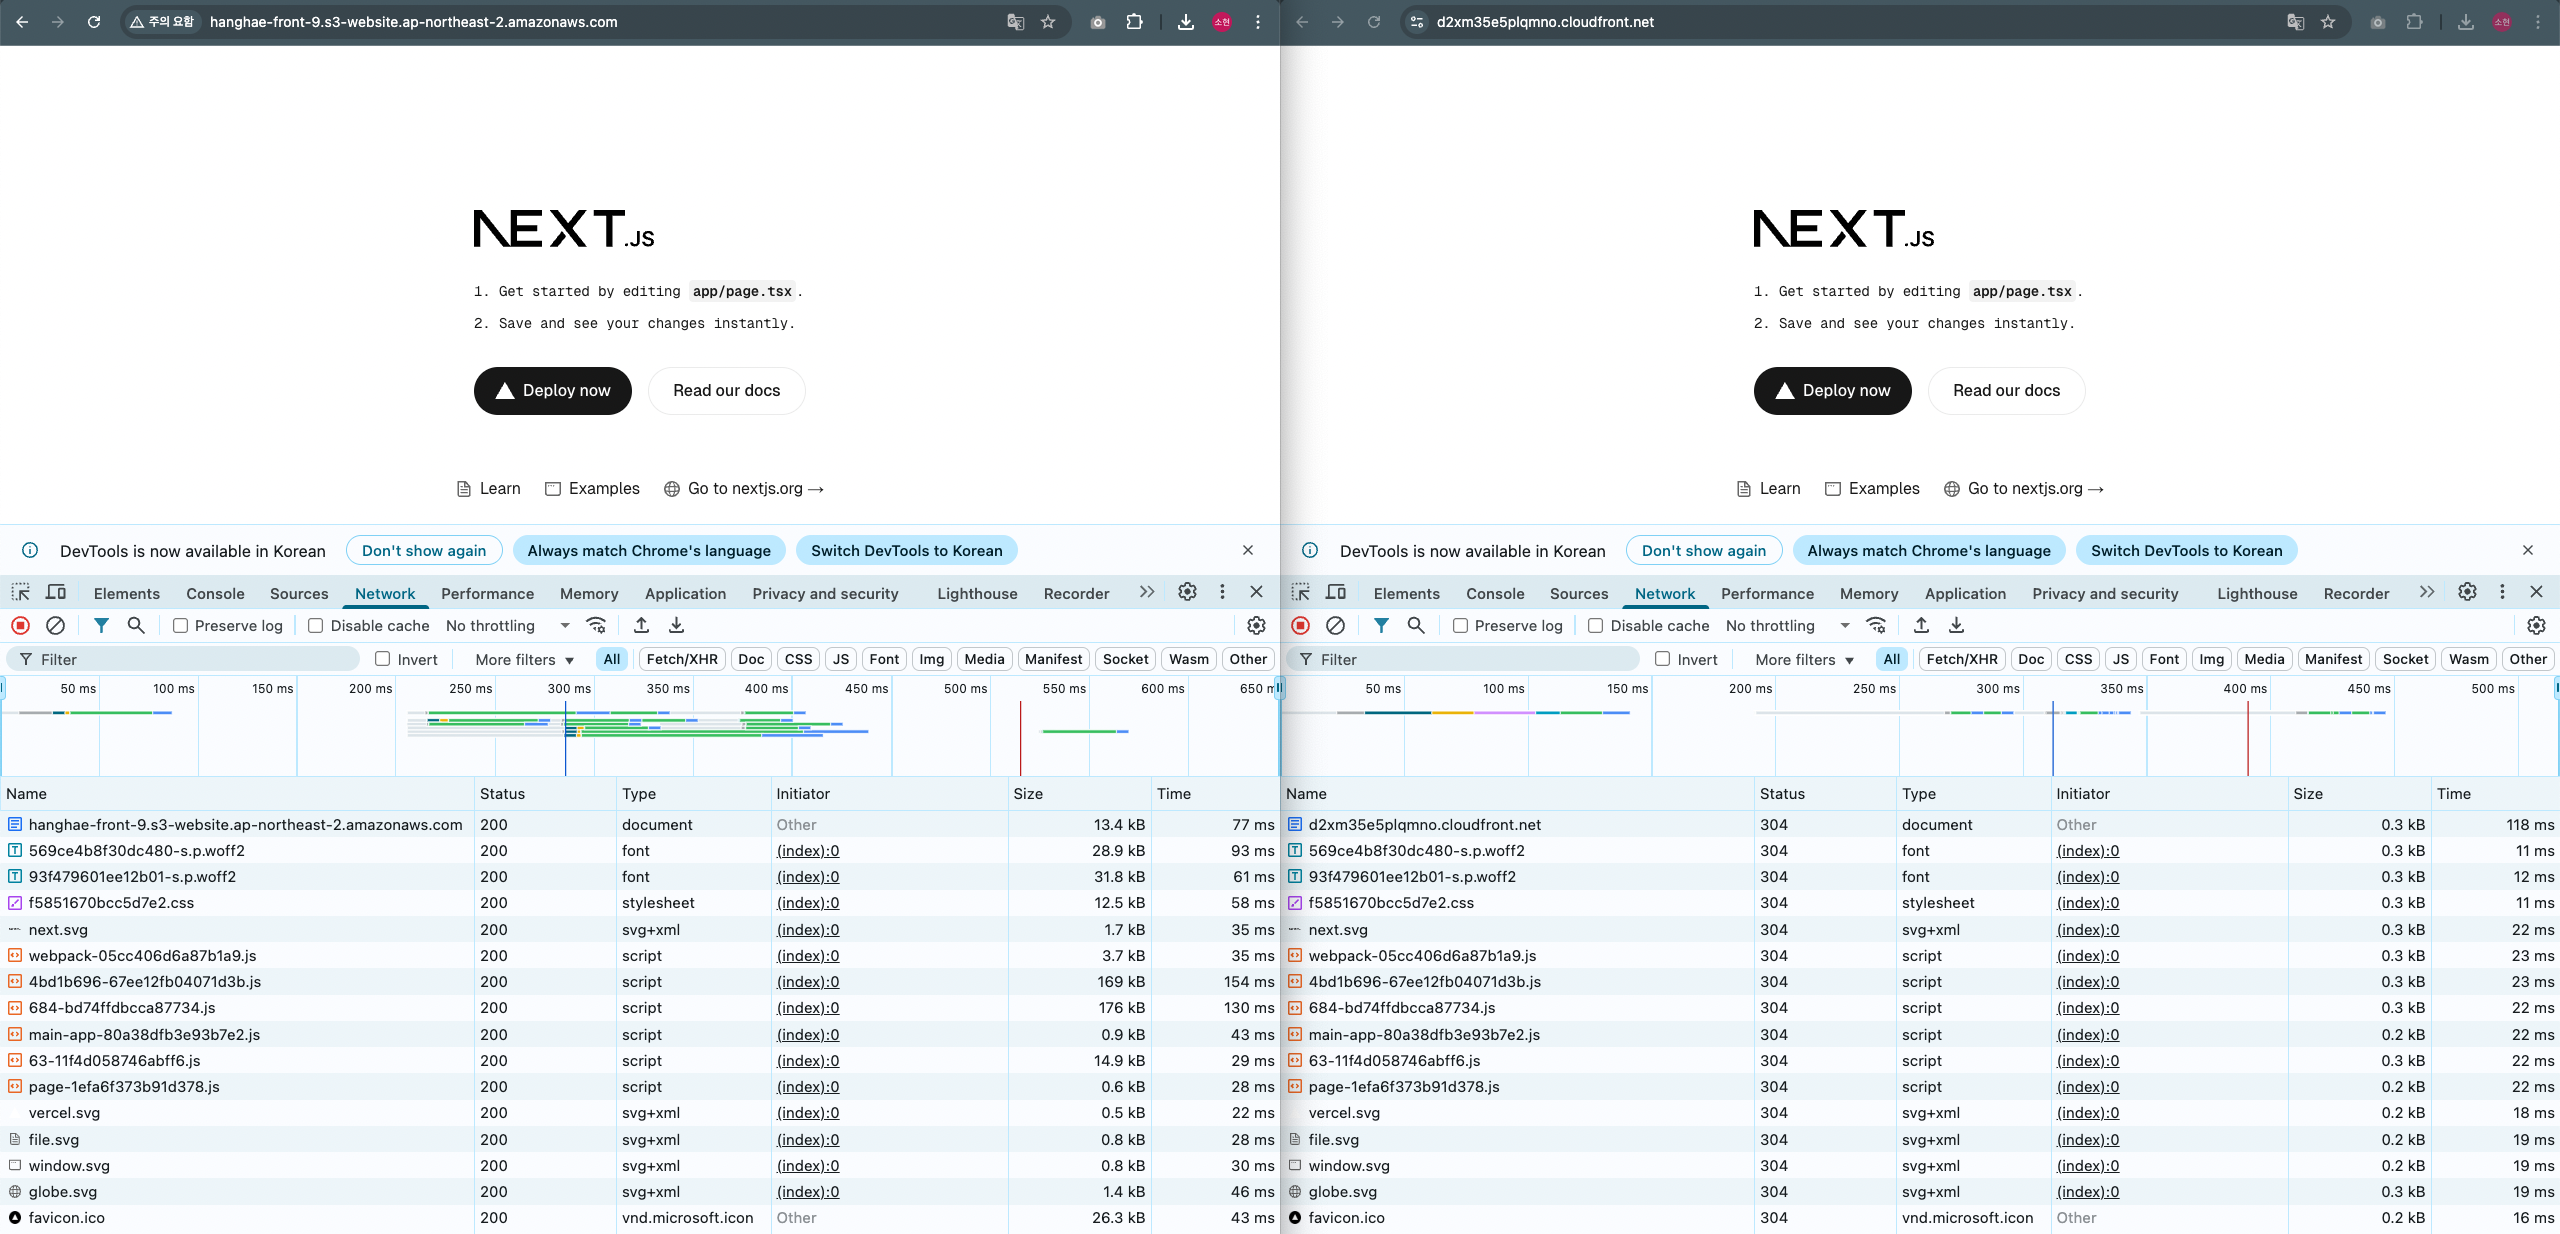 주의 요함 hanghae-front-9.s3-website.ap-northeast-2.amazonaws.com 소현
NEXT.JS
1. Get started by editing app/page.tsx.
2. Save and see your changes instantly.
Deploy now Read our docs
Learn Examples Go to nextjs.org →
DevTools is now available in Korean Don't show again Always match Chrome's language Switch DevTools to Korean
Elements Console Sources Network Performance Memory Application Privacy and security Lighthouse Recorder
Preserve log Disable cache No throttling
Filter Invert More filters All Fetch/XHR Doc CSS JS Font Img Media Manifest Socket Wasm Other
50 ms 100 ms 150 ms 200 ms 250 ms 300 ms 350 ms 400 ms 450 ms 500 ms 550 ms 600 ms 650 m
Name Status Type Initiator Size Time
hanghae-front-9.s3-website.ap-northeast-2.amazonaws.com 200 document Other 13.4 kB 77 ms
569ce4b8f30dc480-s.p.woff2 200 font (index):0 28.9 kB 93 ms
93f479601ee12b01-s.p.woff2 200 font (index):0 31.8 kB 61 ms
f5851670bcc5d7e2.css 200 stylesheet (index):0 12.5 kB 58 ms
next.svg 200 svg+xml (index):0 1.7 kB 35 ms
webpack-05cc406d6a87b1a9.js 200 script (index):0 3.7 kB 35 ms
4bd1b696-67ee12fb04071d3b.js 200 script (index):0 169 kB 154 ms
684-bd74ffdbcca87734.js 200 script (index):0 176 kB 130 ms
main-app-80a38dfb3e93b7e2.js 200 script (index):0 0.9 kB 43 ms
63-11f4d058746abff6.js 200 script (index):0 14.9 kB 29 ms
page-1efa6f373b91d378.js 200 script (index):0 0.6 kB 28 ms
vercel.svg 200 svg+xml (index):0 0.5 kB 22 ms
file.svg 200 svg+xml (index):0 0.8 kB 28 ms
window.svg 200 svg+xml (index):0 0.8 kB 30 ms
globe.svg 200 svg+xml (index):0 1.4 kB 46 ms
favicon.ico 200 vnd.microsoft.icon Other 26.3 kB 43 ms
d2xm35e5plqmno.cloudfront.net 소현
NEXT.JS
1. Get started by editing app/page.tsx.
2. Save and see your changes instantly.
Deploy now Read our docs
Learn Examples Go to nextjs.org →
DevTools is now available in Korean Don't show again Always match Chrome's language Switch DevTools to Korean
Elements Console Sources Network Performance Memory Application Privacy and security Lighthouse Recorder
Preserve log Disable cache No throttling
Filter Invert More filters All Fetch/XHR Doc CSS JS Font Img Media Manifest Socket Wasm Other
50 ms 100 ms 150 ms 200 ms 250 ms 300 ms 350 ms 400 ms 450 ms 500 ms
Name Status Type Initiator Size Time
d2xm35e5plqmno.cloudfront.net 304 document Other 0.3 kB 118 ms
569ce4b8f30dc480-s.p.woff2 304 font (index):0 0.3 kB 11 ms
93f479601ee12b01-s.p.woff2 304 font (index):0 0.3 kB 12 ms
f5851670bcc5d7e2.css 304 stylesheet (index):0 0.3 kB 11 ms
next.svg 304 svg+xml (index):0 0.3 kB 22 ms
webpack-05cc406d6a87b1a9.js 304 script (index):0 0.3 kB 23 ms
4bd1b696-67ee12fb04071d3b.js 304 script (index):0 0.3 kB 23 ms
684-bd74ffdbcca87734.js 304 script (index):0 0.3 kB 22 ms
main-app-80a38dfb3e93b7e2.js 304 script (index):0 0.2 kB 22 ms
63-11f4d058746abff6.js 304 script (index):0 0.3 kB 22 ms
page-1efa6f373b91d378.js 304 script (index):0 0.2 kB 22 ms
vercel.svg 304 svg+xml (index):0 0.2 kB 18 ms
file.svg 304 svg+xml (index):0 0.2 kB 19 ms
window.svg 304 svg+xml (index):0 0.2 kB 19 ms
globe.svg 304 svg+xml (index):0 0.3 kB 19 ms
favicon.ico 304 vnd.microsoft.icon Other 0.2 kB 16 ms